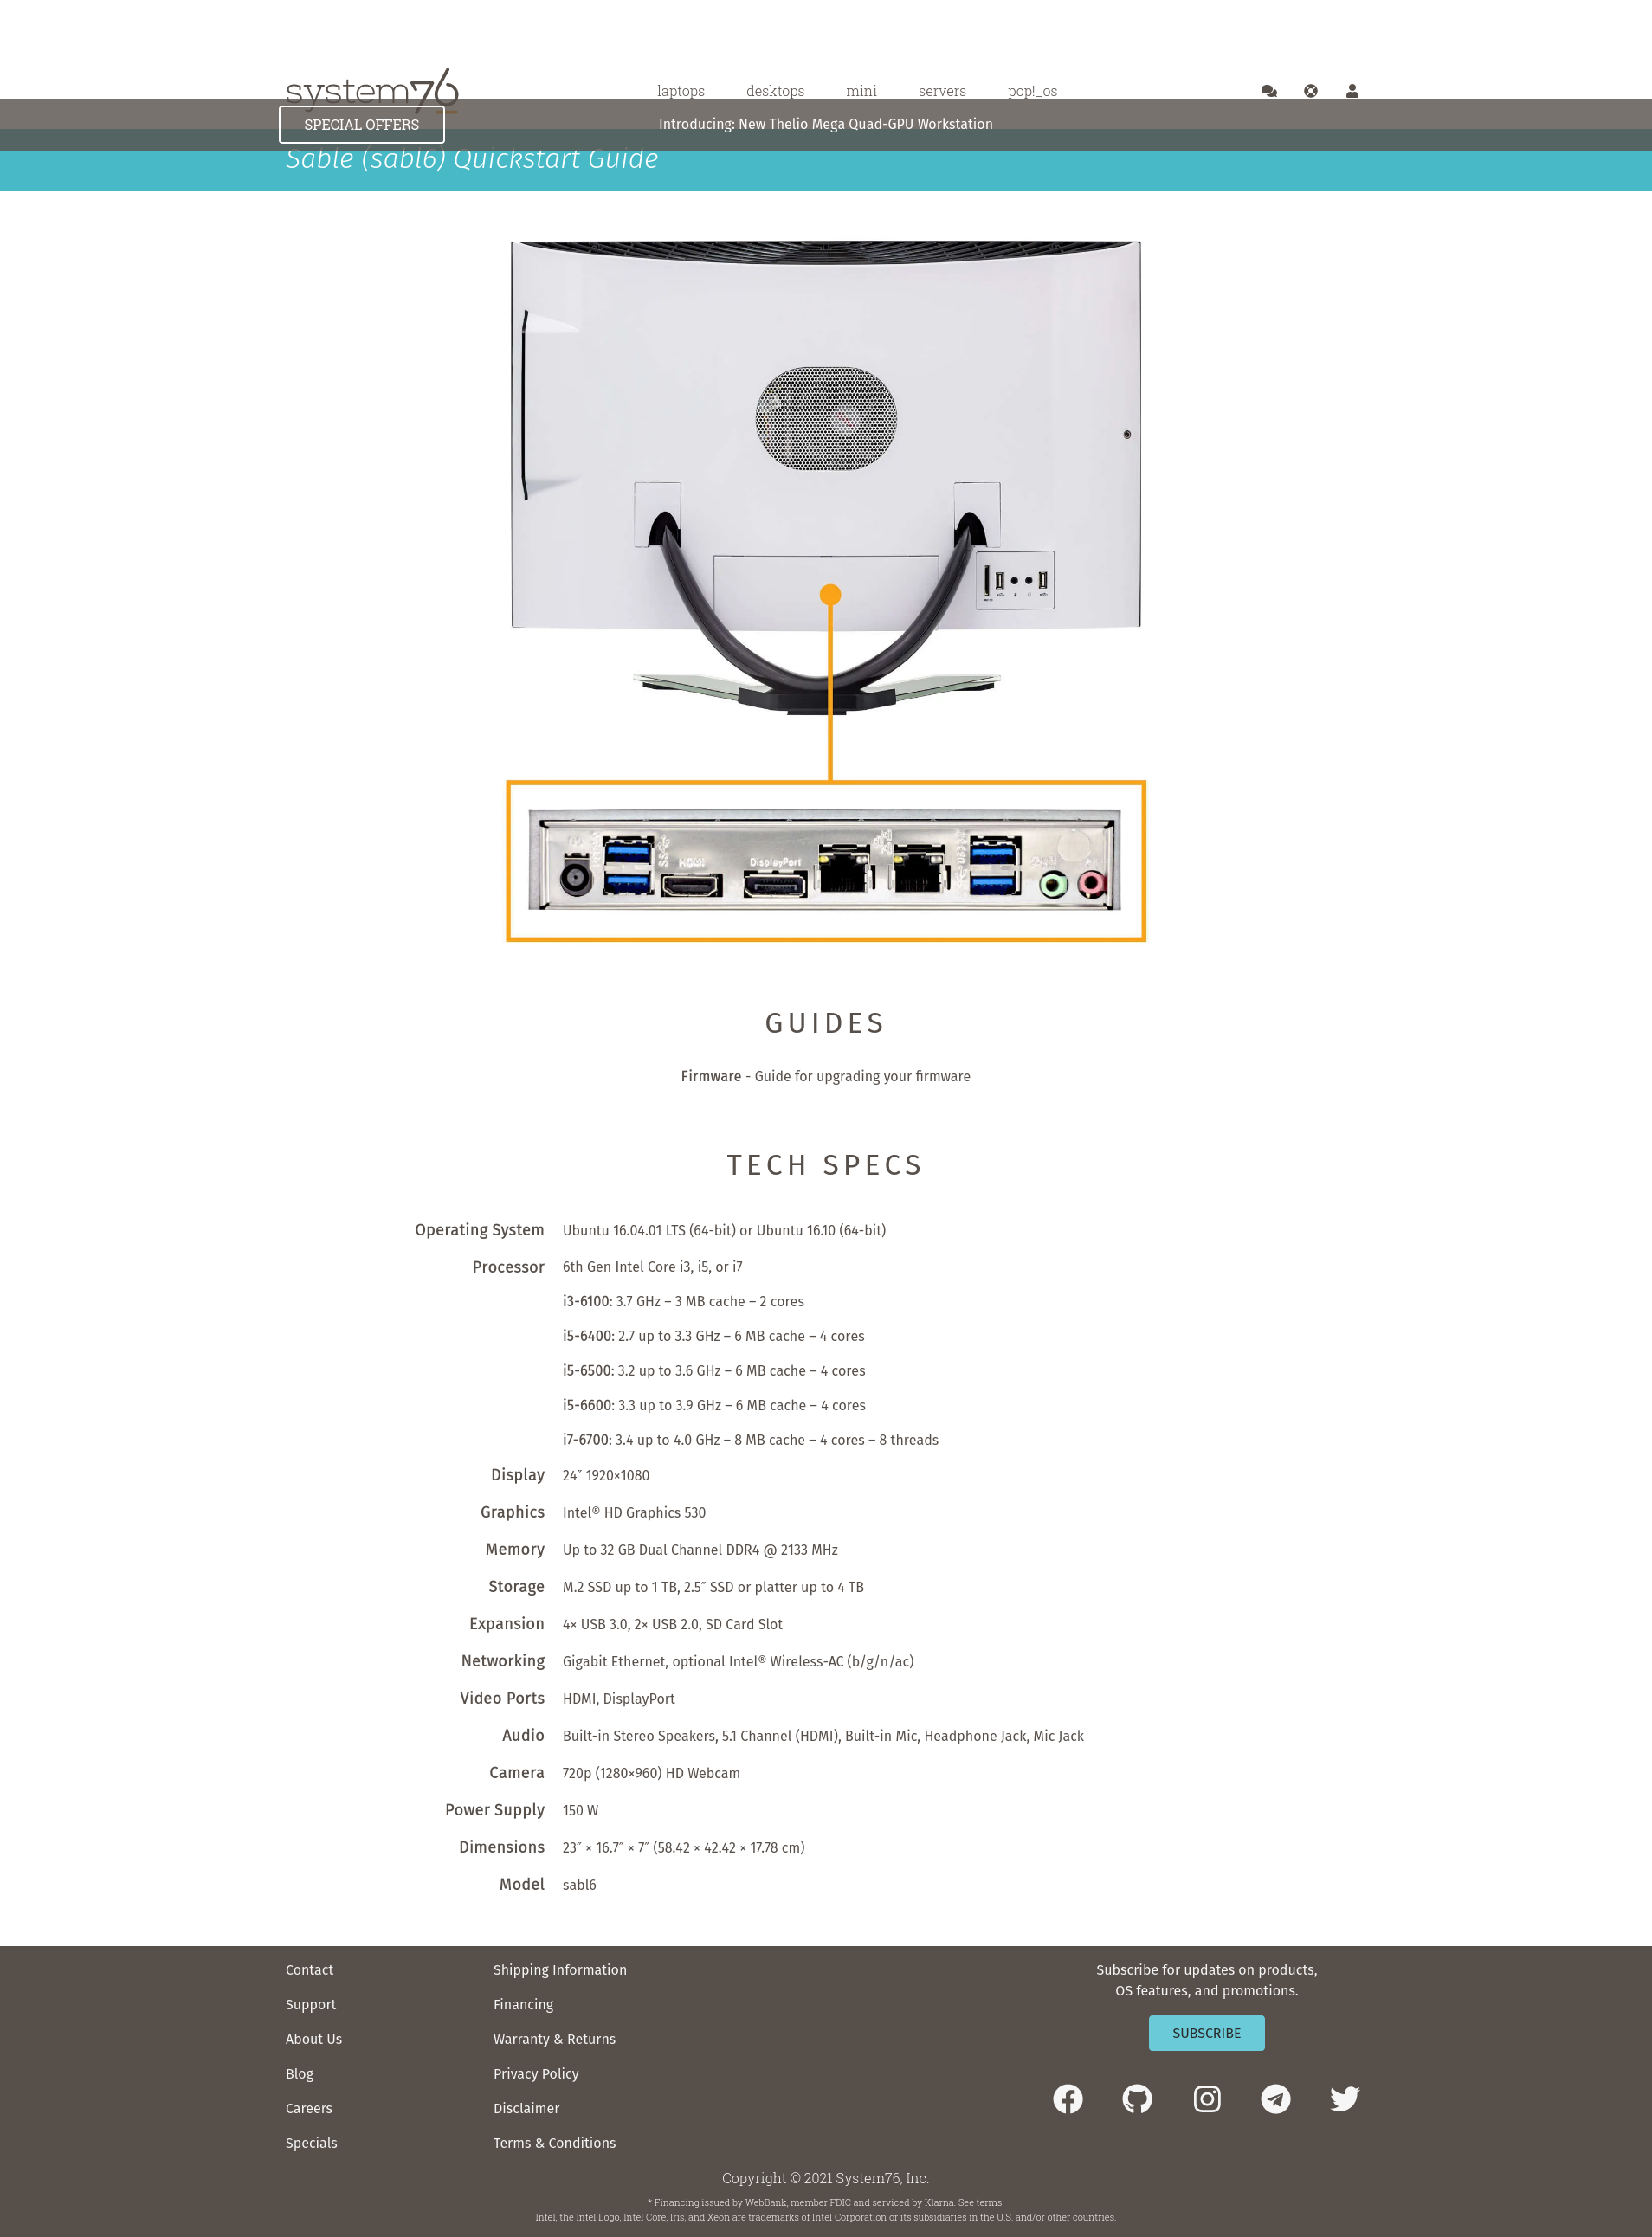 system76
laptops desktops mini servers pop!_os
SPECIAL OFFERS
Introducing: New Thelio Mega Quad-GPU Workstation
Sable (sabl6) Quickstart Guide
HDMI
DisplayPort
GUIDES
Firmware - Guide for upgrading your firmware
TECH SPECS
Operating System Ubuntu 16.04.01 LTS (64-bit) or Ubuntu 16.10 (64-bit)
Processor 6th Gen Intel Core i3, i5, or i7
i3-6100: 3.7 GHz – 3 MB cache – 2 cores
i5-6400: 2.7 up to 3.3 GHz – 6 MB cache – 4 cores
i5-6500: 3.2 up to 3.6 GHz – 6 MB cache – 4 cores
i5-6600: 3.3 up to 3.9 GHz – 6 MB cache – 4 cores
i7-6700: 3.4 up to 4.0 GHz – 8 MB cache – 4 cores – 8 threads
Display 24″ 1920×1080
Graphics Intel® HD Graphics 530
Memory Up to 32 GB Dual Channel DDR4 @ 2133 MHz
Storage M.2 SSD up to 1 TB, 2.5″ SSD or platter up to 4 TB
Expansion 4× USB 3.0, 2× USB 2.0, SD Card Slot
Networking Gigabit Ethernet, optional Intel® Wireless-AC (b/g/n/ac)
Video Ports HDMI, DisplayPort
Audio Built-in Stereo Speakers, 5.1 Channel (HDMI), Built-in Mic, Headphone Jack, Mic Jack
Camera 720p (1280×960) HD Webcam
Power Supply 150 W
Dimensions 23″ × 16.7″ × 7″ (58.42 × 42.42 × 17.78 cm)
Model sabl6
Contact
Support
About Us
Blog
Careers
Specials
Shipping Information
Financing
Warranty & Returns
Privacy Policy
Disclaimer
Terms & Conditions
Subscribe for updates on products,
OS features, and promotions.
SUBSCRIBE
Copyright © 2021 System76, Inc.
* Financing issued by WebBank, member FDIC and serviced by Klarna. See terms.
Intel, the Intel Logo, Intel Core, Iris, and Xeon are trademarks of Intel Corporation or its subsidiaries in the U.S. and/or other countries.